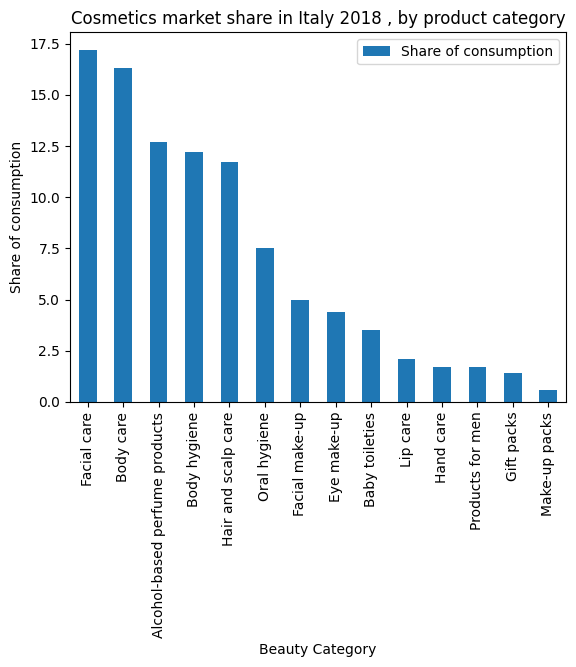 Cosmetics market share in Italy 2018 , by product category
Share of consumption
Share of consumption
17.5
15.0
12.5
10.0
7.5
5.0
2.5
0.0
Facial care
Body care
Alcohol-based perfume products
Body hygiene
Hair and scalp care
Oral hygiene
Facial make-up
Eye make-up
Baby toileties
Lip care
Hand care
Products for men
Gift packs
Make-up packs
Beauty Category